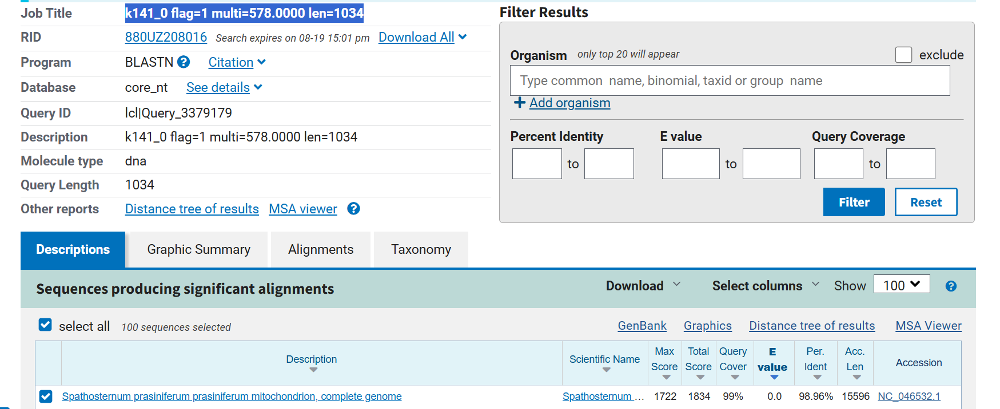 Job Title k141_0 flag=1 multi=578.0000 len=1034
RID 880UZ208016 Search expires on 08-19 15:01 pm Download All
Program BLASTN Citation
Database core_nt See details
Query ID lcl|Query_3379179
Description k141_0 flag=1 multi=578.0000 len=1034
Molecule type dna
Query Length 1034
Other reports Distance tree of results MSA viewer
Filter Results
Organism only top 20 will appear exclude
Type common name, binomial, taxid or group name
Add organism
Percent Identity E value Query Coverage
to to to
Filter Reset
Descriptions Graphic Summary Alignments Taxonomy
Sequences producing significant alignments Download Select columns Show 100
select all 100 sequences selected GenBank Graphics Distance tree of results MSA Viewer
Description Scientific Name Max Score Total Score Query Cover E value Per. Ident Acc. Len Accession
Spathosternum prasiniferum prasiniferum mitochondrion, complete genome Spathosternum ... 1722 1834 99% 0.0 98.96% 15596 NC_046532.1